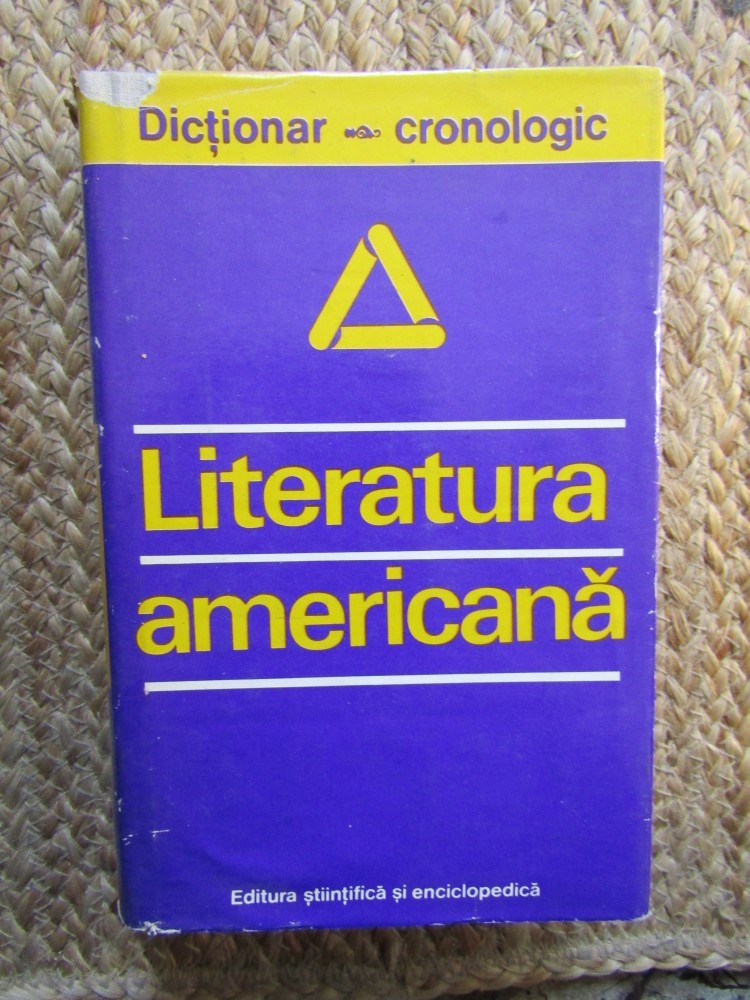 Dicționar cronologic
Literatura
americană
Editura științifică și enciclopedică